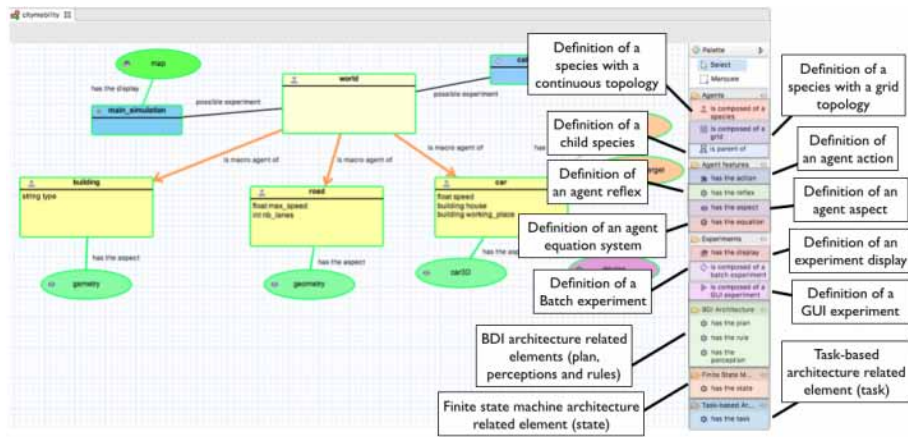 citymobility
map
has the display
main_simulation
possible experiment
world
possible experiment
is macro agent of
is macro agent of
is macro agent of
building
string type
road
float max_speed
int nb_lanes
car
float speed
building house
building working_place
has the aspect
has the aspect
has the aspect
geometry
car3D
Palette
Select
Marquee
Agents
is composed of a
species
is composed of a
grid
is parent of
Agent features
has the action
has the reflex
has the aspect
has the equation
Experiments
has the display
is composed of a
batch experiment
is composed of a
GUI experiment
BDI Architecture
has the plan
has the rule
has the
perception
Finite State M...
has the state
Task-based Ar...
has the task
Definition of a
species with a
continuous topology
Definition of a
child species
Definition of
an agent reflex
Definition of an agent
equation system
Definition of a
Batch experiment
BDI architecture related
elements (plan,
perceptions and rules)
Finite state machine architecture
related element (state)
Definition of a
species with a grid
topology
Definition of
an agent action
Definition of an
agent aspect
Definition of an
experiment display
Definition of a
GUI experiment
Task-based
architecture related
element (task)